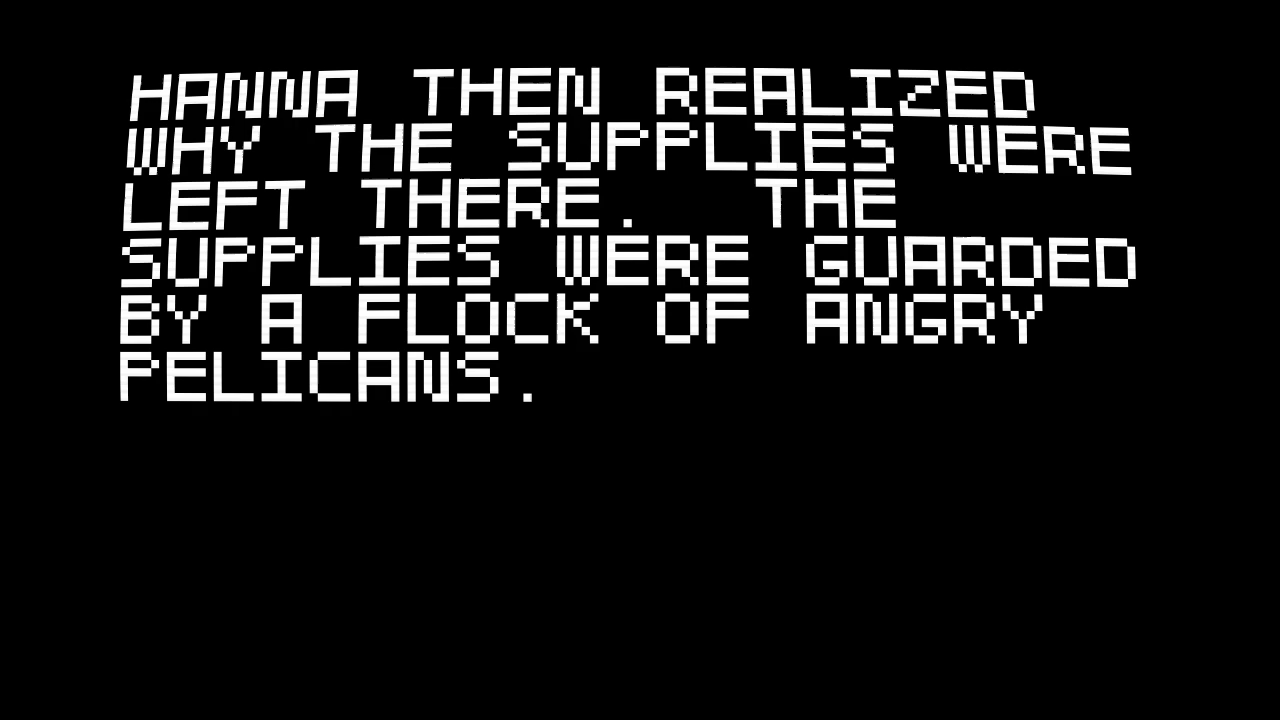 HANNA THEN REALIZED
WHY THE SUPPLIES WERE
LEFT THERE.  THE
SUPPLIES WERE GUARDED
BY A FLOCK OF ANGRY
PELICANS.